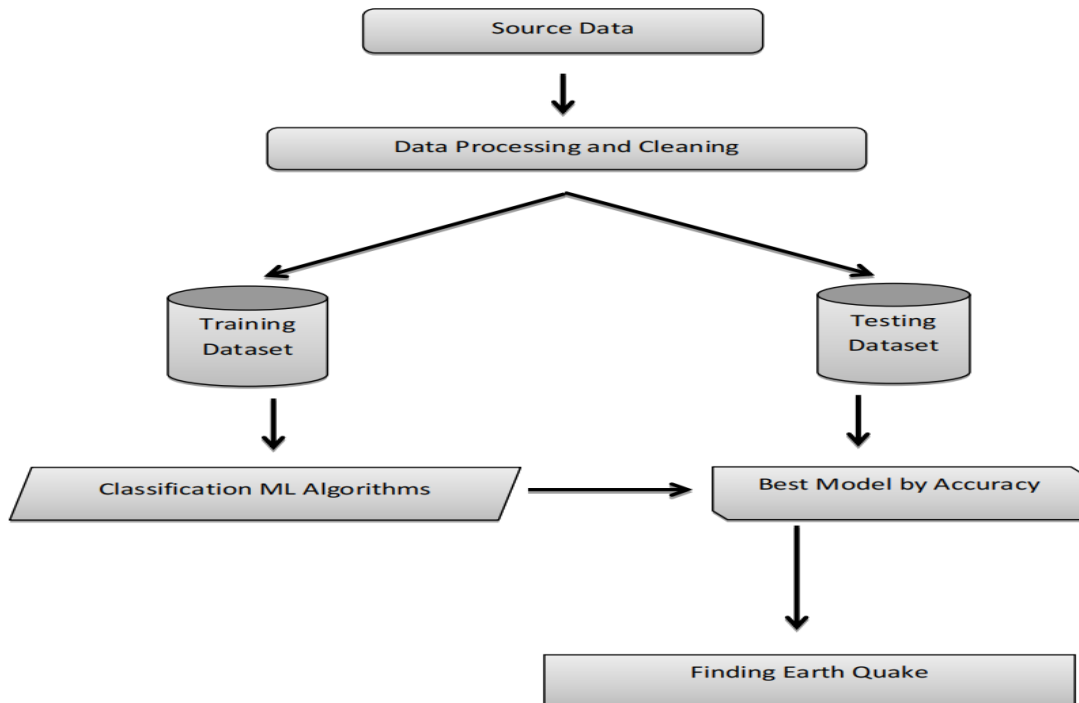 Source Data
Data Processing and Cleaning
Training
Dataset
Testing
Dataset
Classification ML Algorithms
Best Model by Accuracy
Finding Earth Quake